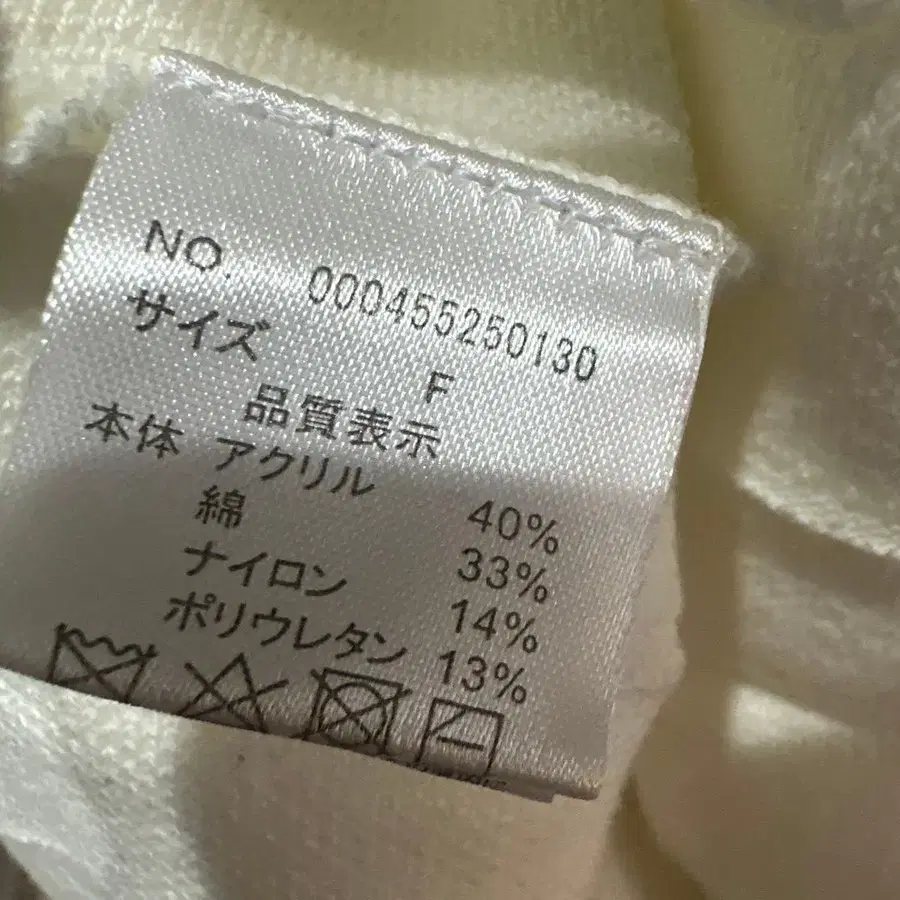 NO. 000455250130
サイズ F
品質表示
本体 アクリル 40%
綿 33%
ナイロン 14%
ポリウレタン 13%